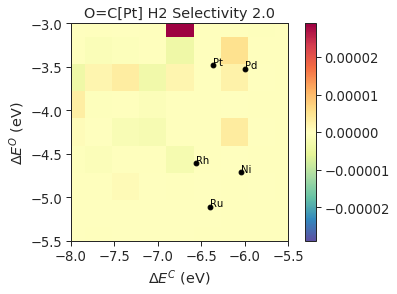 O=C[Pt] H2 Selectivity 2.0
−3.0
−3.5
−4.0
−4.5
−5.0
−5.5
ΔE^O (eV)
Pt
Pd
Rh
Ni
Ru
−8.0 −7.5 −7.0 −6.5 −6.0 −5.5
ΔE^C (eV)
0.00002
0.00001
0.00000
−0.00001
−0.00002